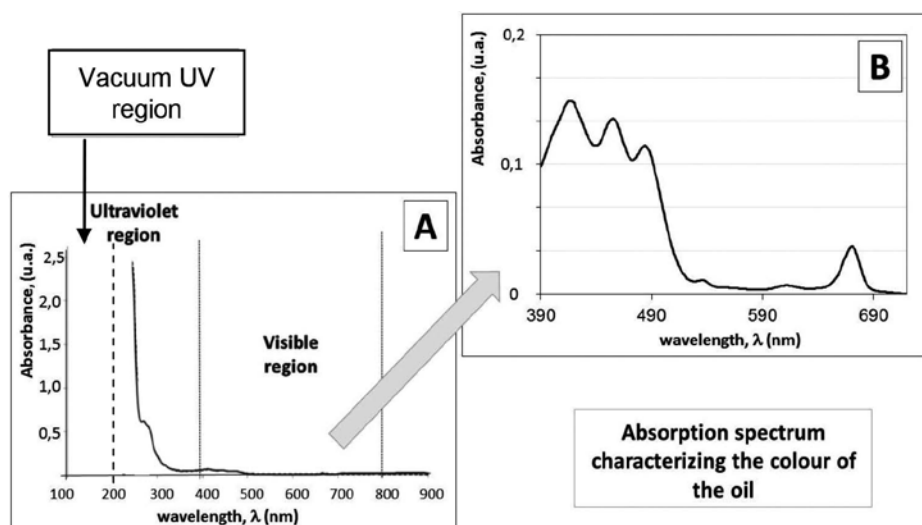 Vacuum UV
region
A
Ultraviolet
region
Absorbance, (u.a.)
2,5
2,0
1,5
1,0
0,5
Visible
region
100 200 300 400 500 600 700 800 900
wavelength, λ (nm)
B
Absorbance, (u.a.)
0,2
0,1
0
390 490 590 690
wavelength, λ (nm)
Absorption spectrum
characterizing the colour of
the oil